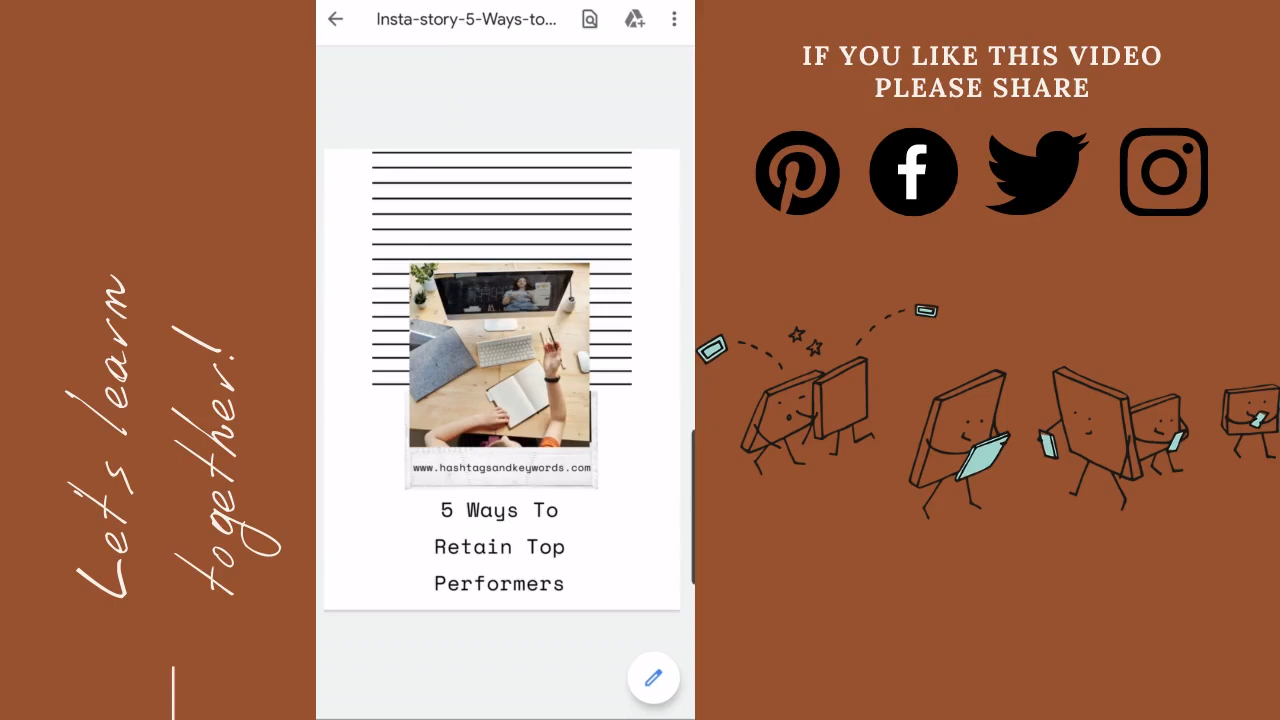 Let's learn
together!
Insta-story-5-Ways-to...
www.hashtagsandkeywords.com
5 Ways To
Retain Top
Performers
IF YOU LIKE THIS VIDEO
PLEASE SHARE